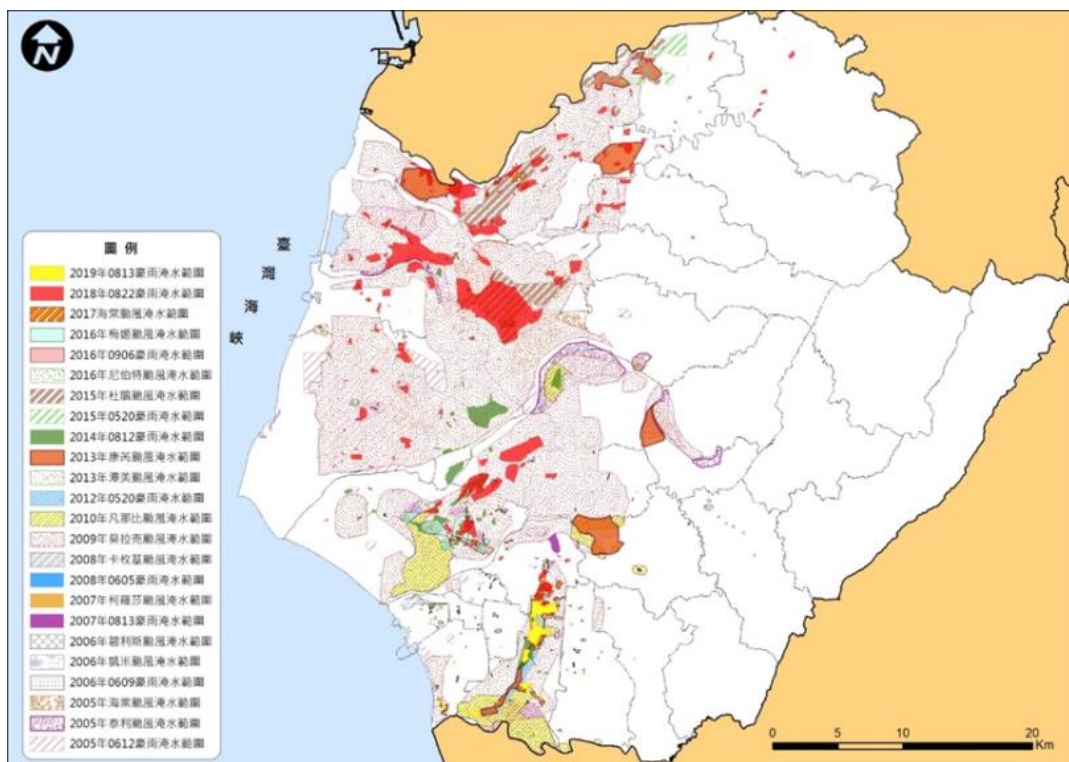 N
臺
灣
海
峽
圖例
2019年0813豪雨淹水範圍
2018年0822豪雨淹水範圍
2017海棠颱風淹水範圍
2016年梅姬颱風淹水範圍
2016年0906豪雨淹水範圍
2016年尼伯特颱風淹水範圍
2015年杜鵑颱風淹水範圍
2015年0520豪雨淹水範圍
2014年0812豪雨淹水範圍
2013年康芮颱風淹水範圍
2013年潭美颱風淹水範圍
2012年0520豪雨淹水範圍
2010年凡那比颱風淹水範圍
2009年莫拉克颱風淹水範圍
2008年卡玫基颱風淹水範圍
2008年0605豪雨淹水範圍
2007年柯羅莎颱風淹水範圍
2007年0813豪雨淹水範圍
2006年碧利斯颱風淹水範圍
2006年凱米颱風淹水範圍
2006年0609豪雨淹水範圍
2005年海棠颱風淹水範圍
2005年泰利颱風淹水範圍
2005年0612豪雨淹水範圍
0 5 10 20
Km